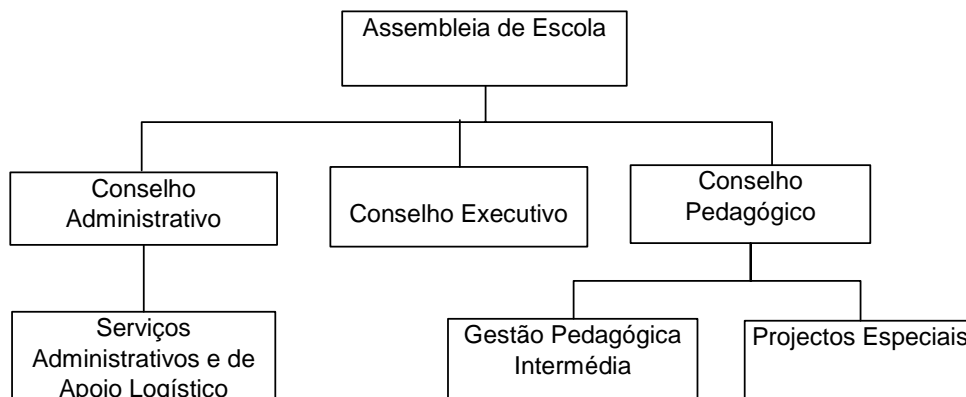 Assembleia de Escola
Conselho
Administrativo
Conselho Executivo
Conselho
Pedagógico
Serviços
Administrativos e de
Apoio Logístico
Gestão Pedagógica
Intermédia
Projectos Especiais